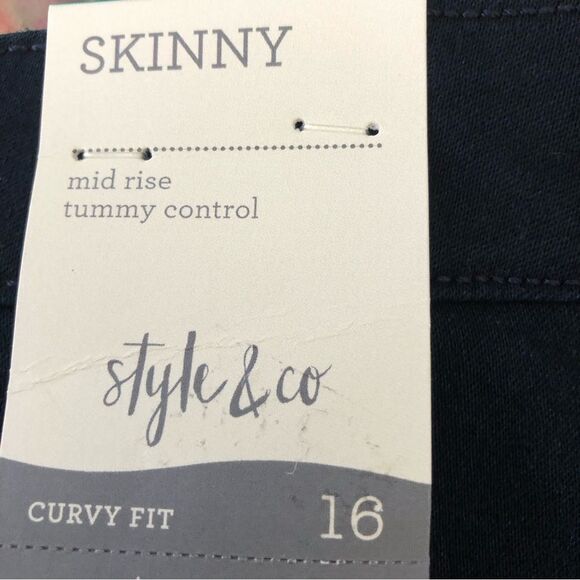 SKINNY
mid rise
tummy control
style & co
CURVY FIT 16